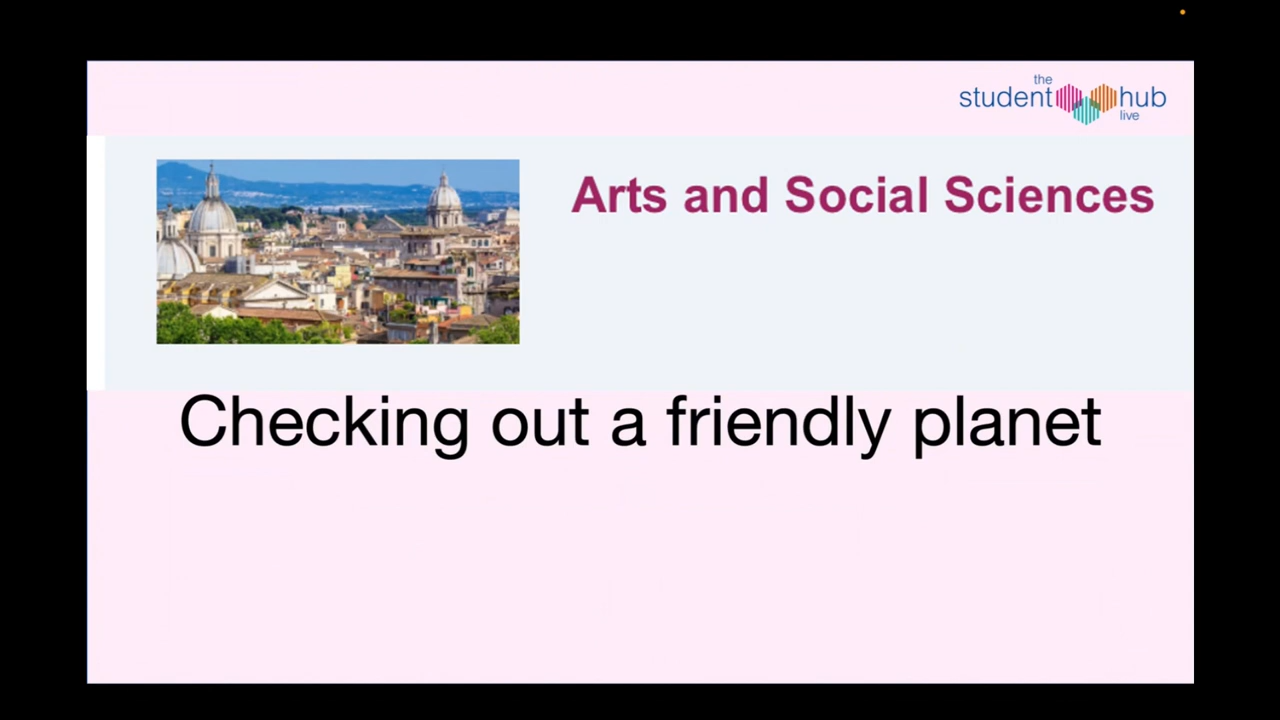 the
student hub
live
Arts and Social Sciences
Checking out a friendly planet